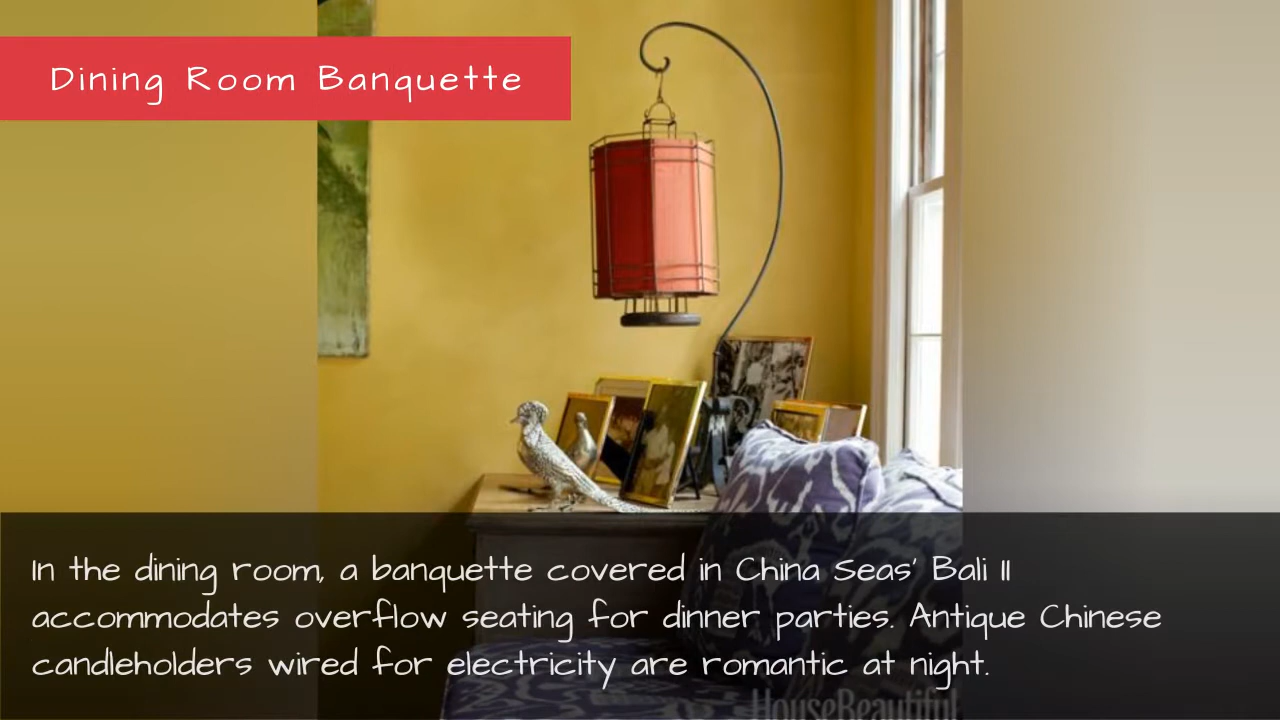 Dining Room Banquette
In the dining room, a banquette covered in China Seas' Bali II
accommodates overflow seating for dinner parties. Antique Chinese
candleholders wired for electricity are romantic at night.
HouseBeautiful